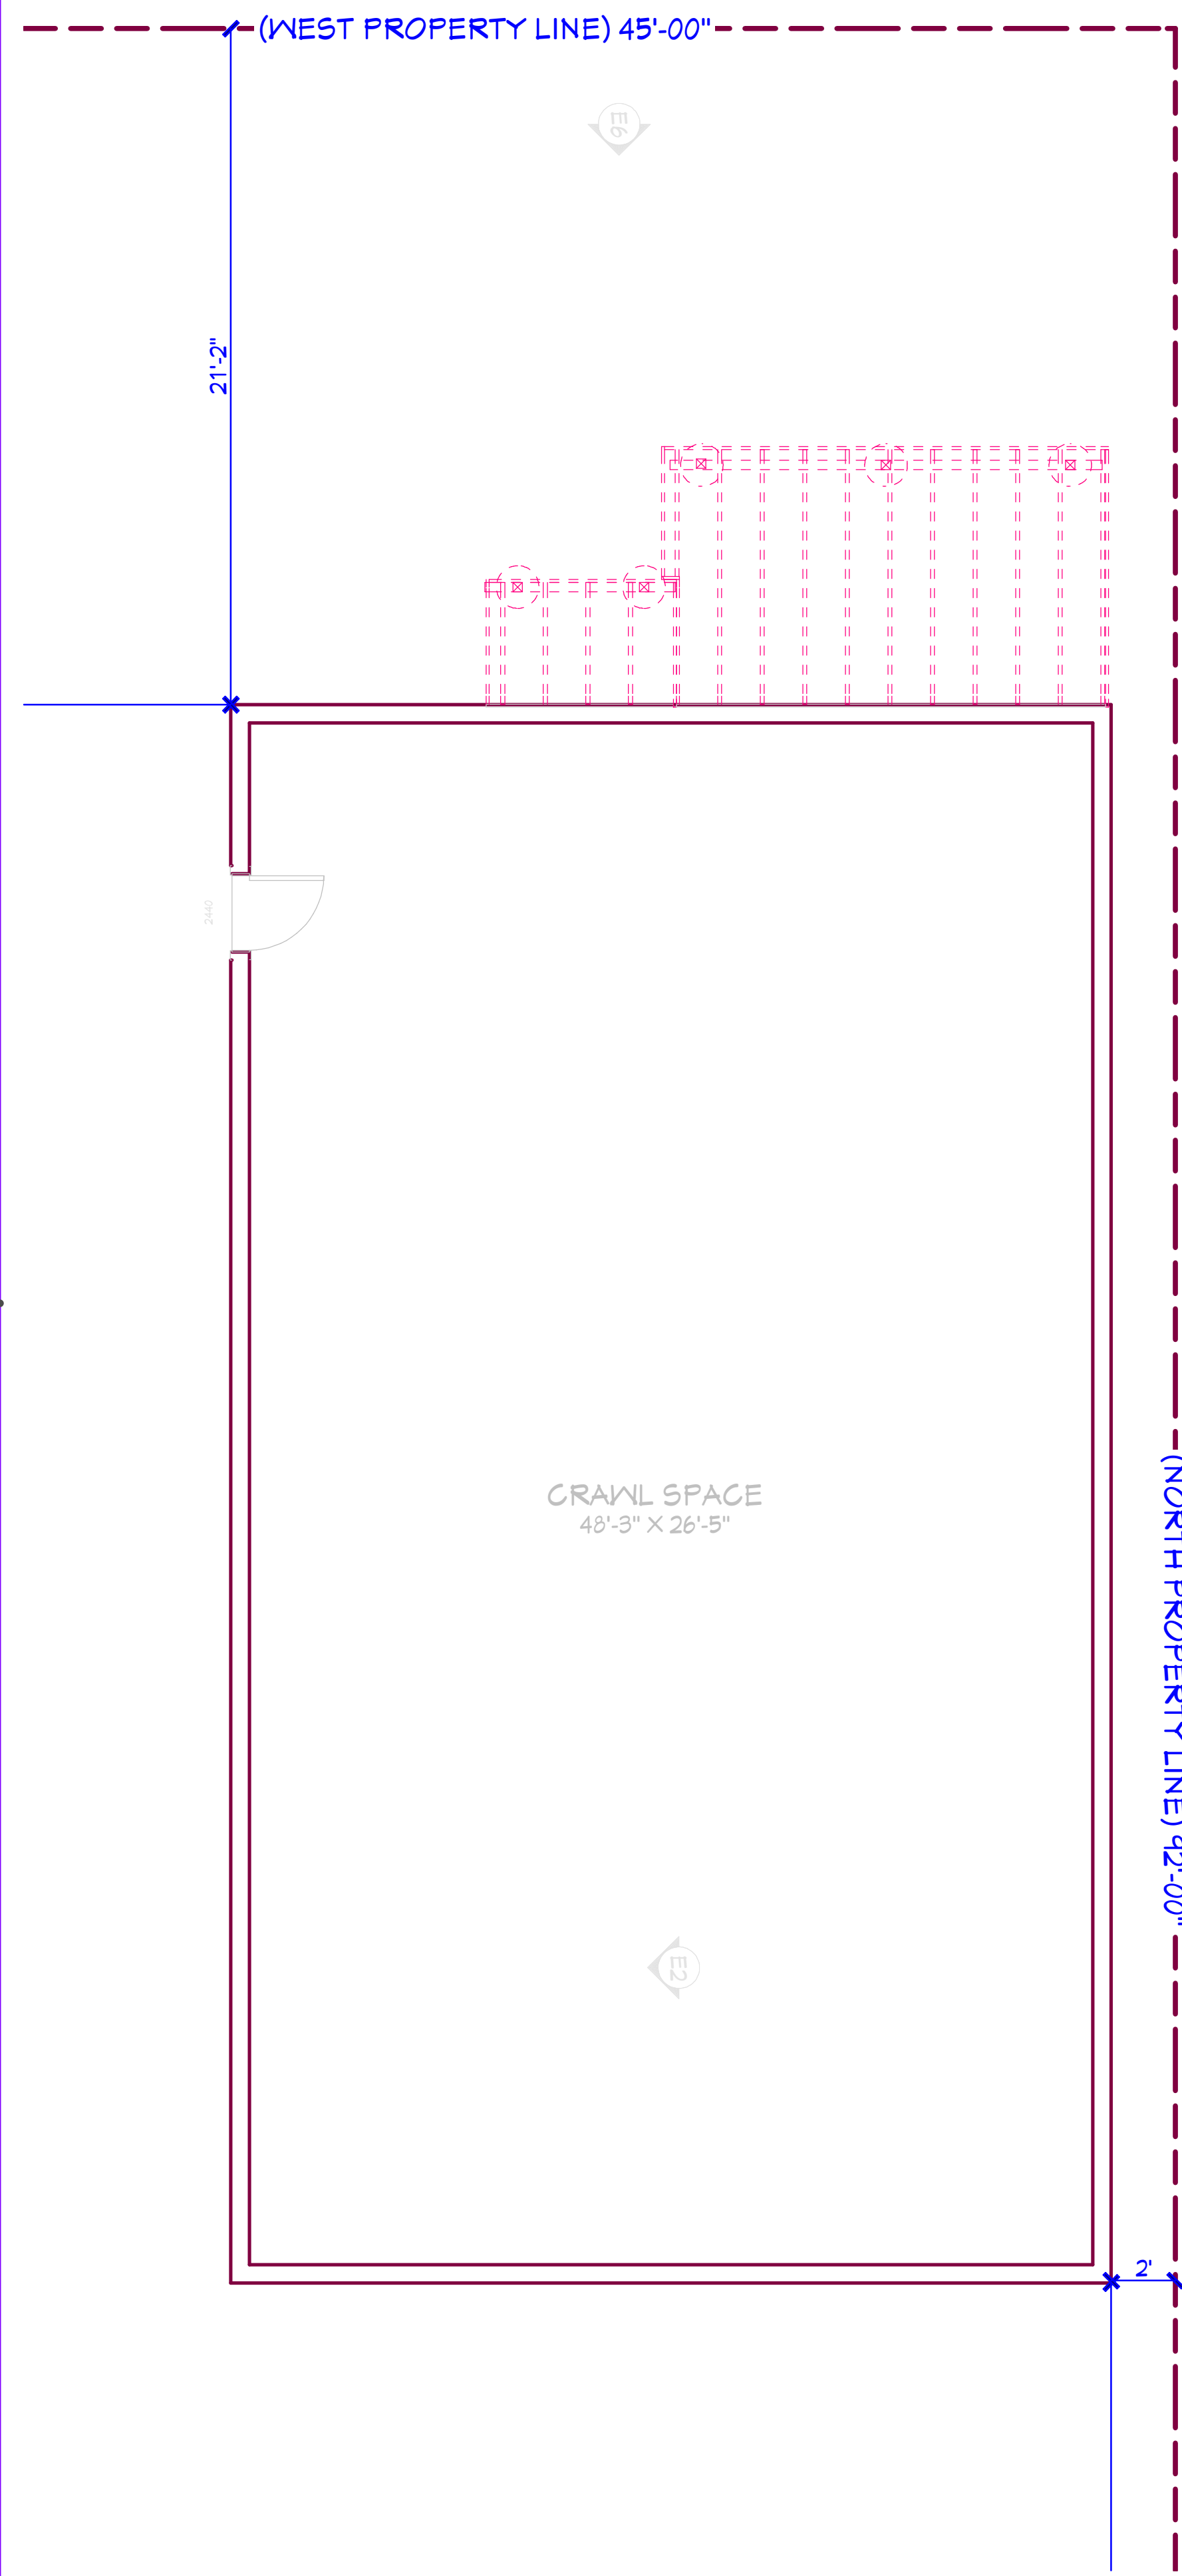 (WEST PROPERTY LINE) 45'-00"
E6
21'-2"
2440
CRAWL SPACE
48'-3" X 26'-5"
(NORTH PROPERTY LINE) 92'-00"
E2
2'